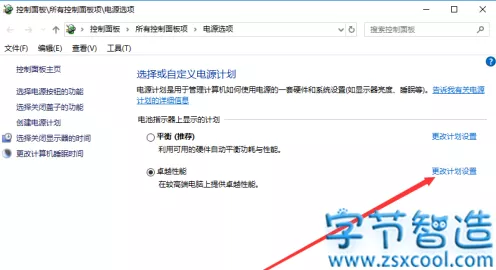 控制面板\所有控制面板项\电源选项
控制面板 › 所有控制面板项 › 电源选项
搜索控制面板
文件(F) 编辑(E) 查看(V) 工具(T)
控制面板主页
选择电源按钮的功能
选择关闭盖子的功能
创建电源计划
选择关闭显示器的时间
更改计算机睡眠时间
选择或自定义电源计划
电源计划是用于管理计算机如何使用电源的一套硬件和系统设置(如显示器亮度、睡眠等)。告诉我有关电源
计划的详细信息
电池指示器上显示的计划
平衡 (推荐) 更改计划设置
利用可用的硬件自动平衡功耗与性能。
卓越性能 更改计划设置
在较高端电脑上提供卓越性能。
字节智造
www.zsxcool.com